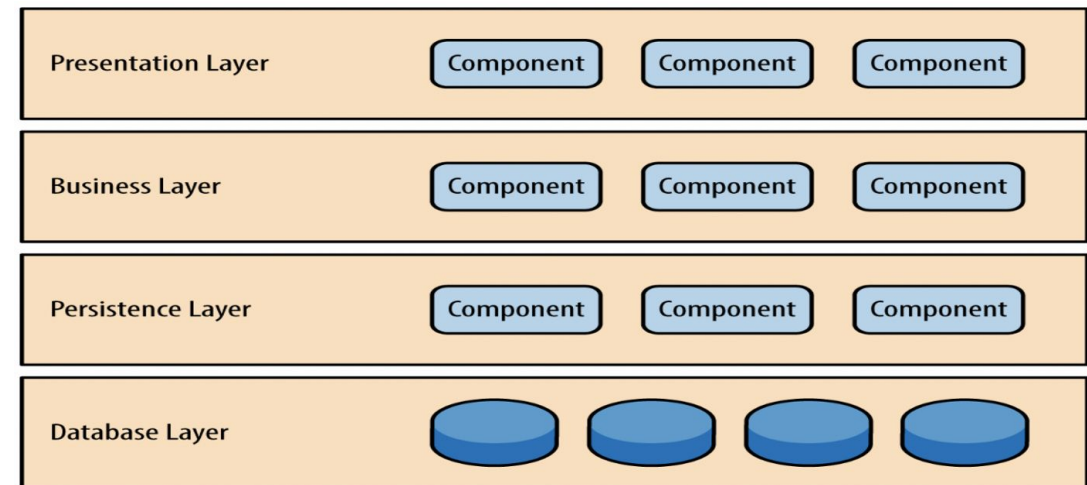 Presentation Layer Component Component Component
Business Layer Component Component Component
Persistence Layer Component Component Component
Database Layer